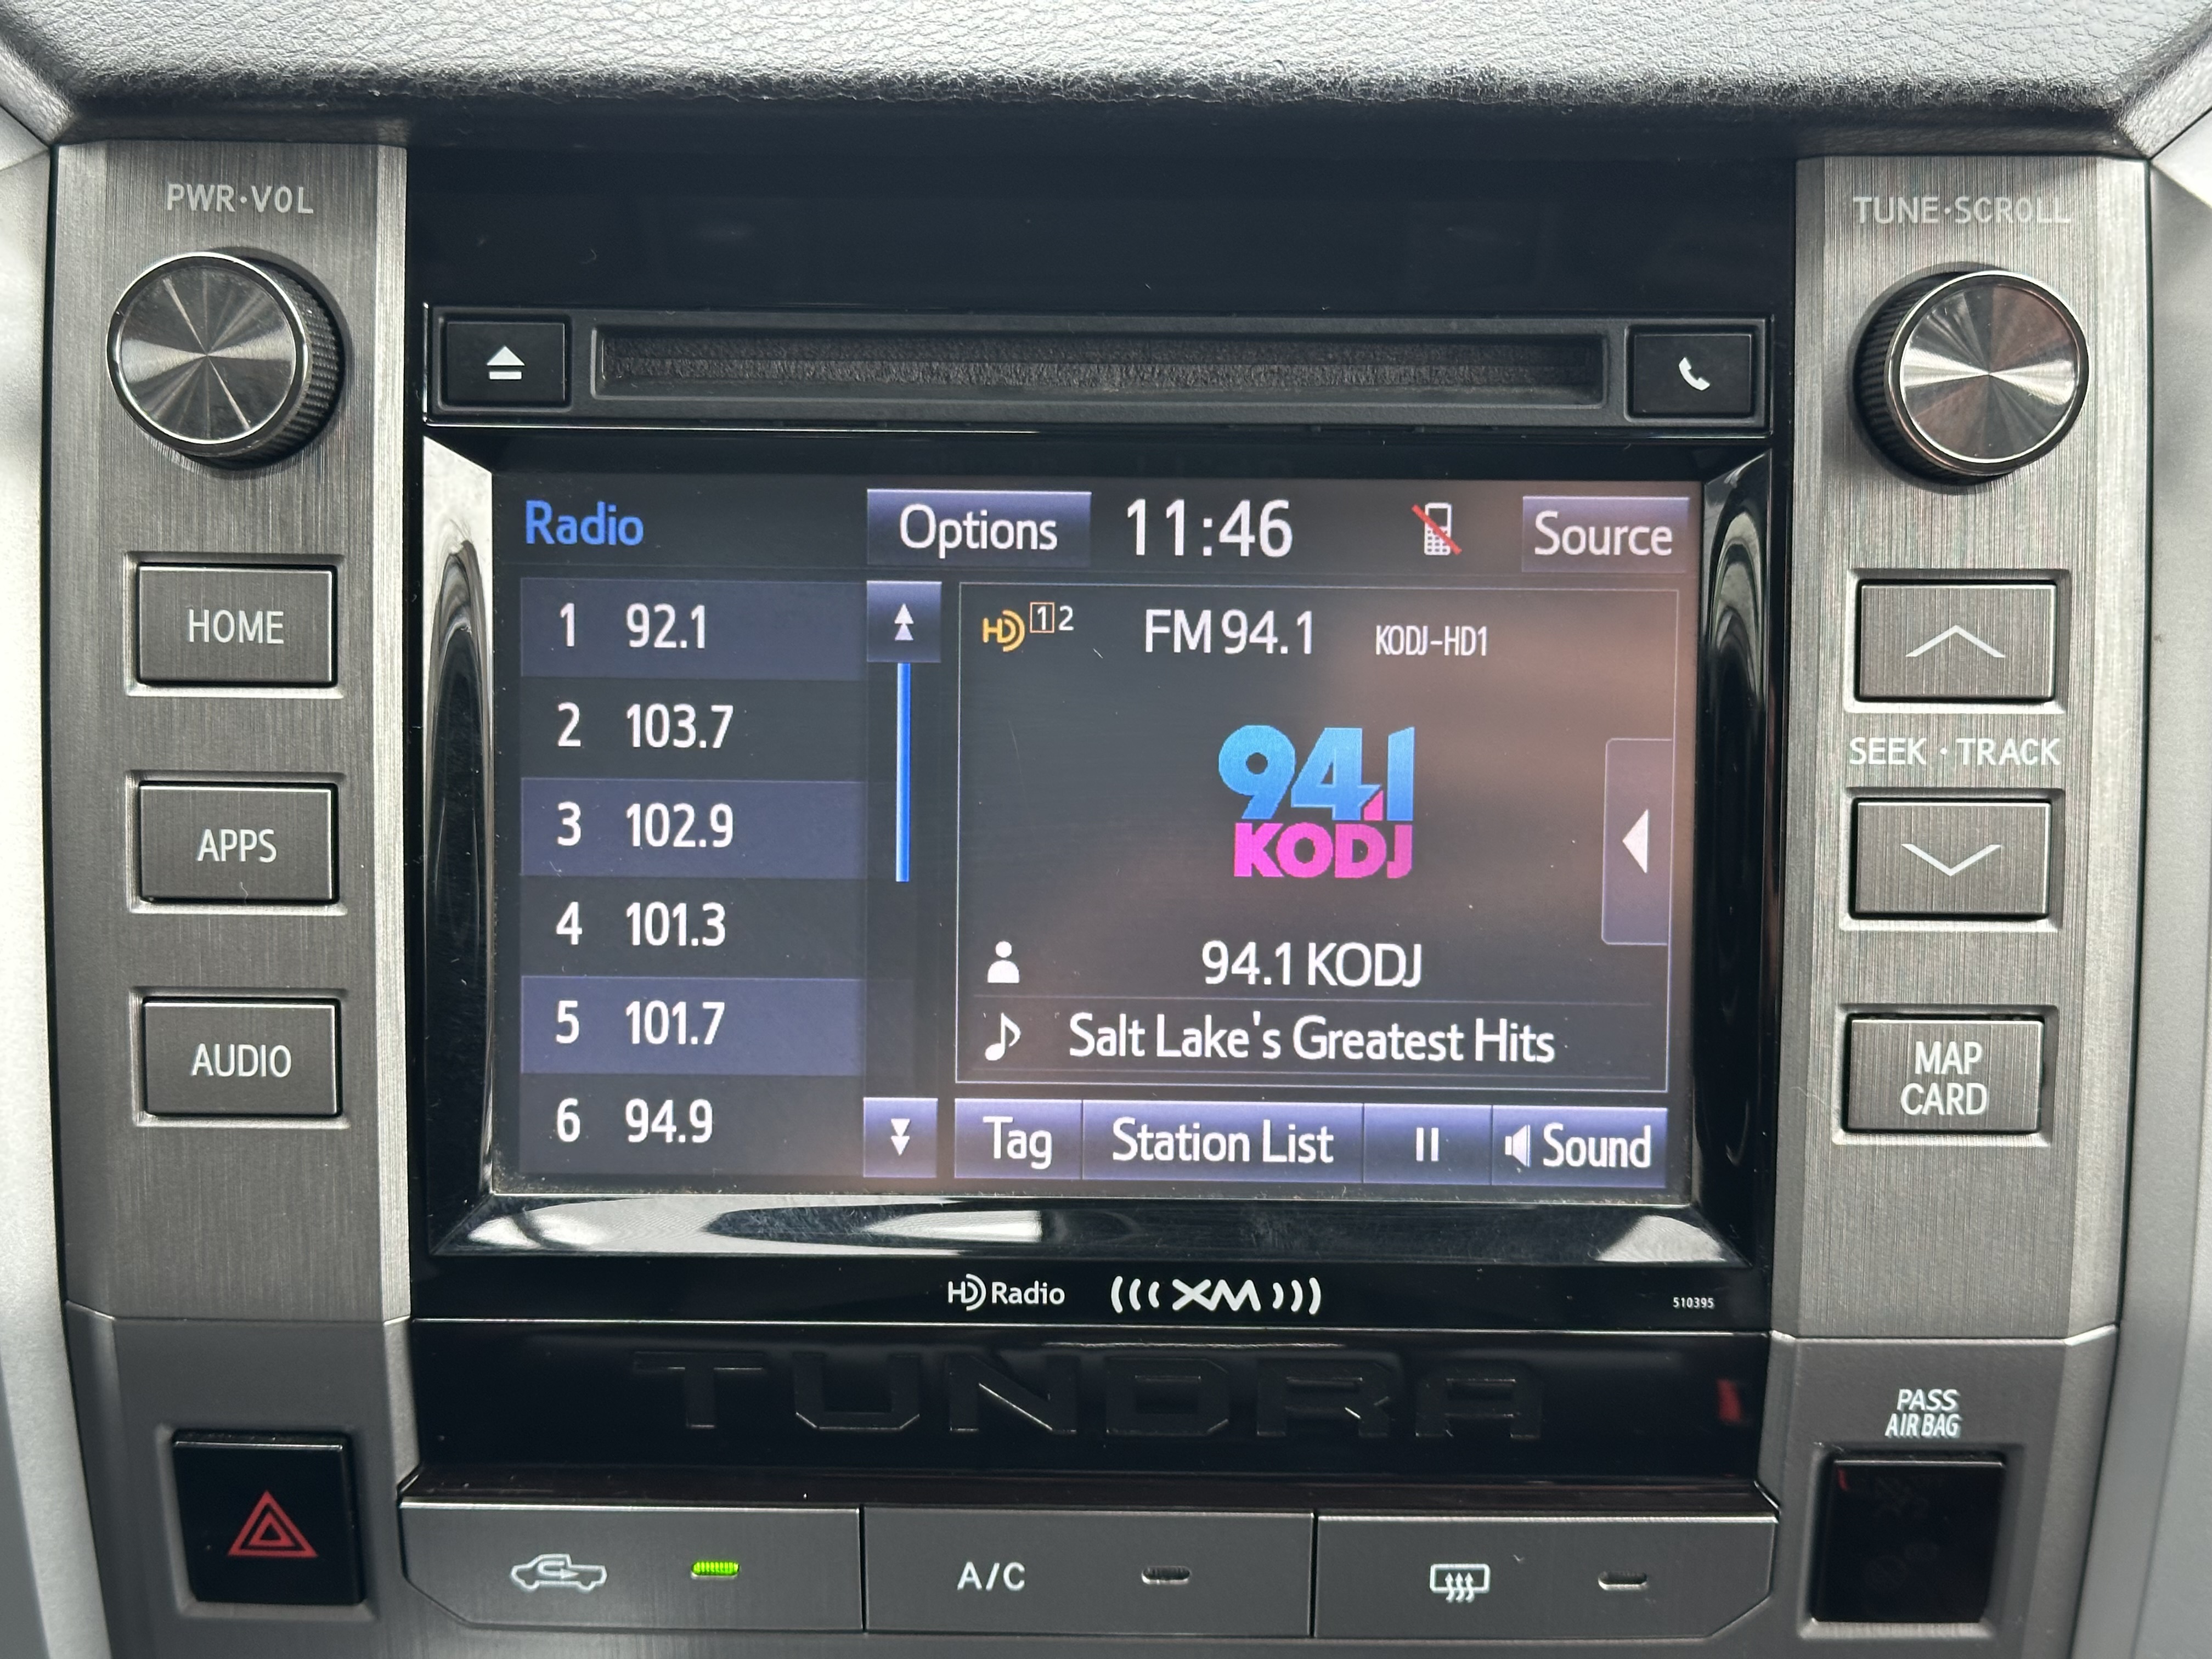 PWR·VOL
TUNE·SCROLL
Radio
Options
11:46
Source
HOME
APPS
AUDIO
1 92.1
2 103.7
3 102.9
4 101.3
5 101.7
6 94.9
HD 1 2
FM 94.1
KODJ-HD1
94.1
KODJ
94.1 KODJ
Salt Lake's Greatest Hits
Tag
Station List
Sound
SEEK · TRACK
MAP
CARD
HD Radio
XM
510395
TUNDRA
PASS
AIR BAG
A/C